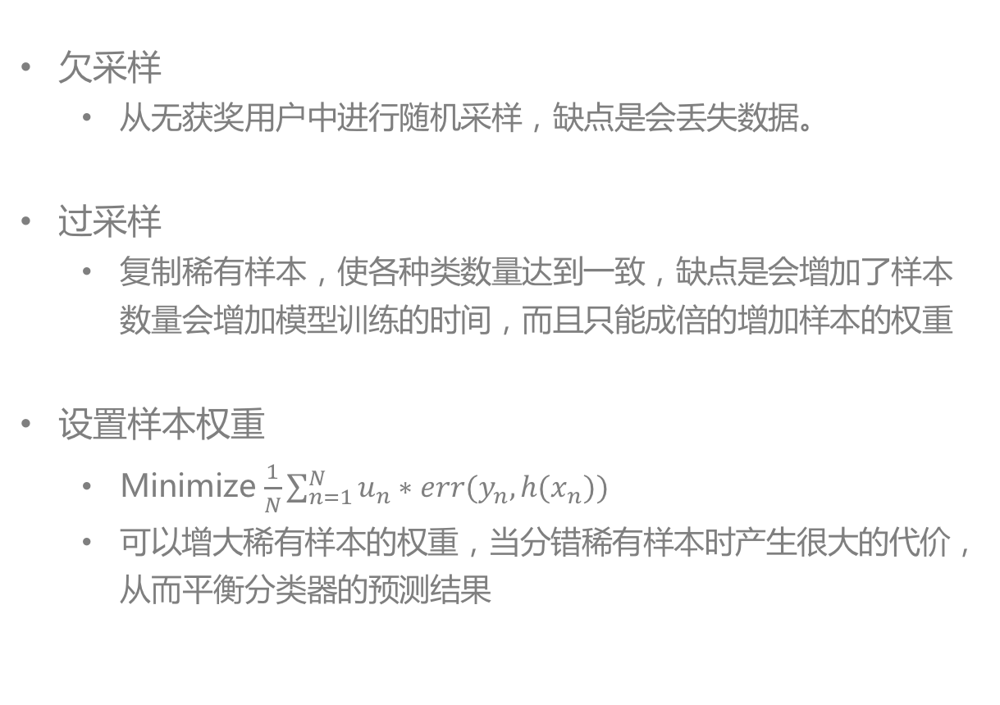 • 欠采样
• 从无获奖用户中进行随机采样，缺点是会丢失数据。
• 过采样
• 复制稀有样本，使各种类数量达到一致，缺点是会增加了样本
数量会增加模型训练的时间，而且只能成倍的增加样本的权重
• 设置样本权重
• Minimize $\frac{1}{N}\sum_{n=1}^{N} u_n * err(y_n, h(x_n))$
• 可以增大稀有样本的权重，当分错稀有样本时产生很大的代价，
从而平衡分类器的预测结果